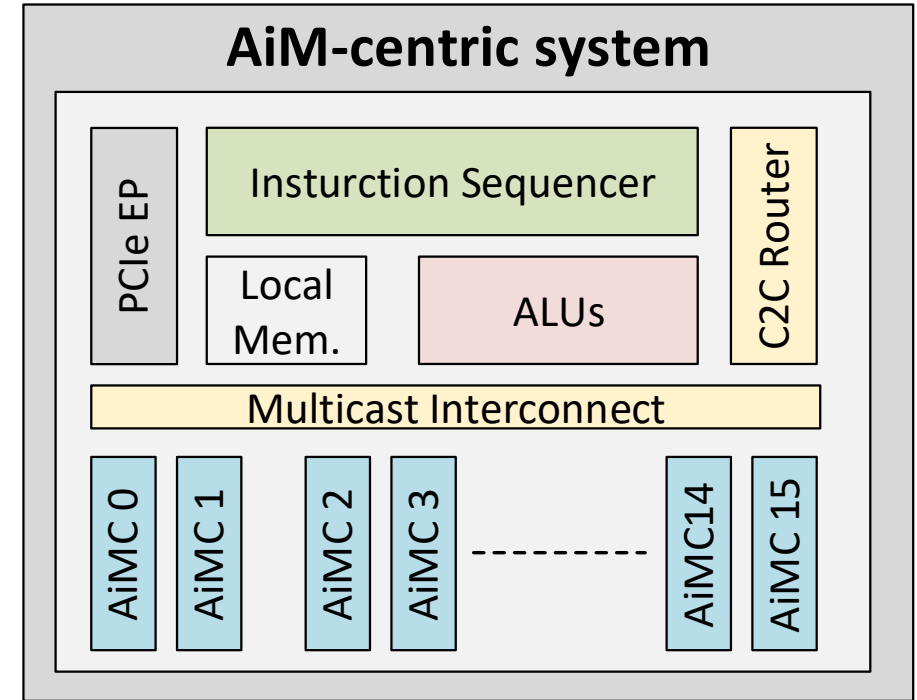 AiM-centric system
PCIe EP
Insturction Sequencer
C2C Router
Local
Mem.
ALUs
Multicast Interconnect
AiMC 0
AiMC 1
AiMC 2
AiMC 3
AiMC14
AiMC 15